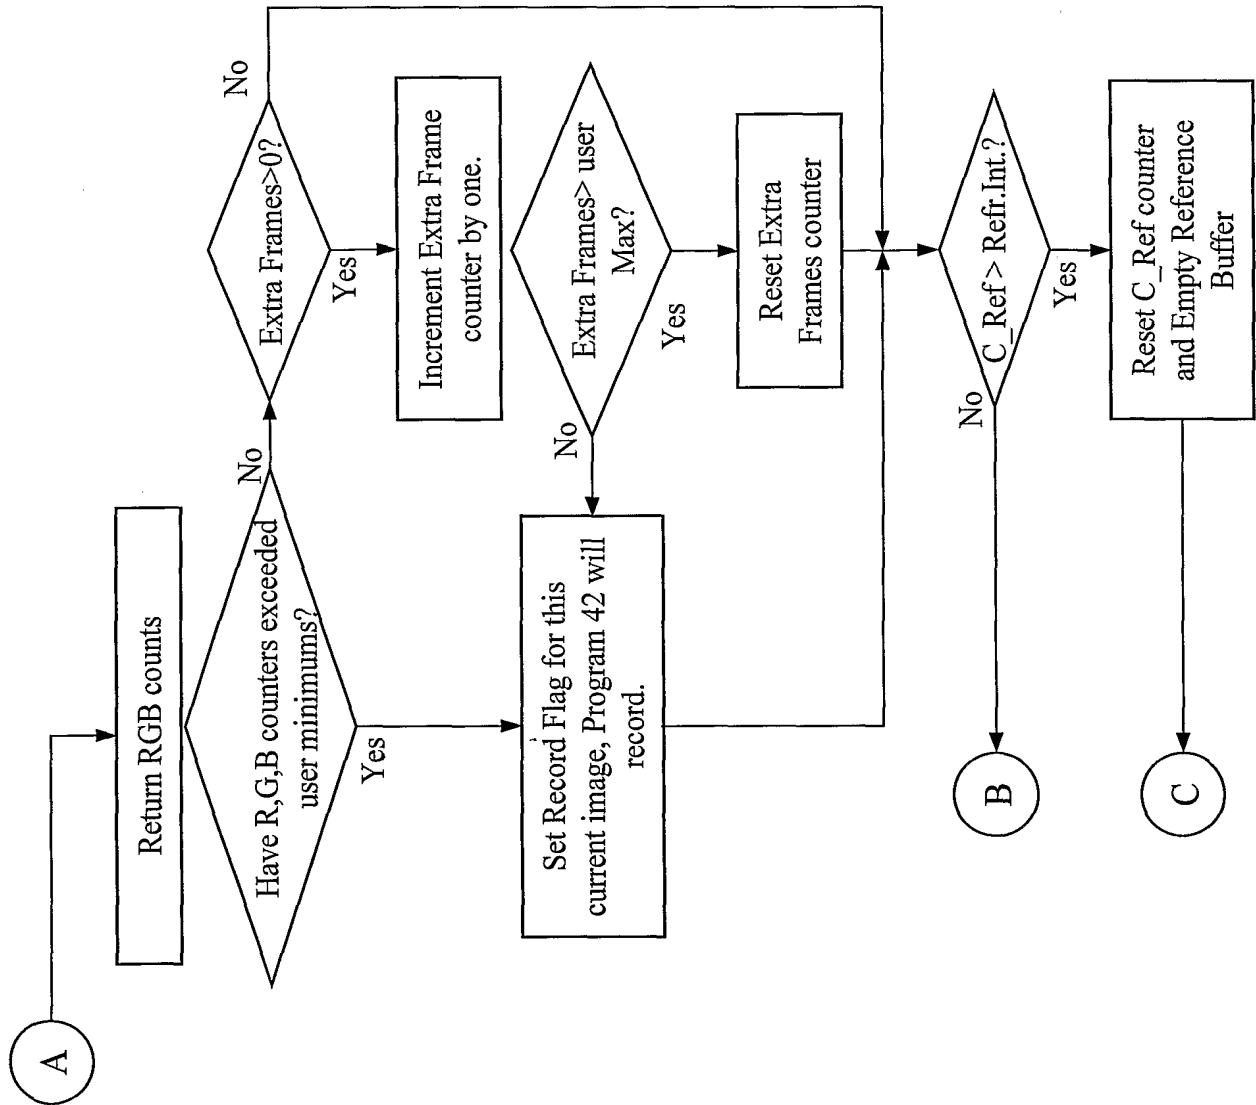 A
Return RGB counts
Have R,G,B counters exceeded
user minimums?
No
Yes
Extra Frames>0?
No
Yes
Increment Extra Frame
counter by one.
Extra Frames> user
Max?
No
Yes
Set Record Flag for this
current image, Program 42 will
record.
Reset Extra
Frames counter
C_Ref > Refr.Int.?
No
Yes
B
Reset C_Ref counter
and Empty Reference
Buffer
C